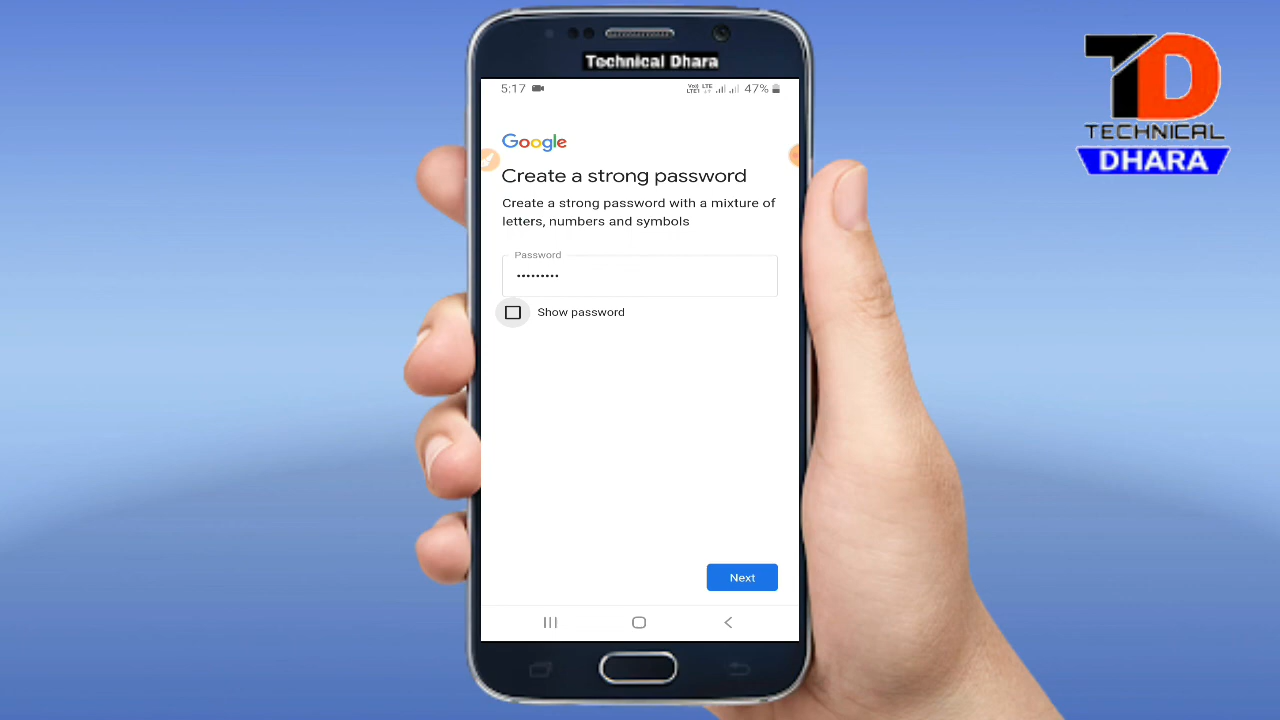 Technical Dhara
5:17
47%
Google
Create a strong password
Create a strong password with a mixture of
letters, numbers and symbols
Password
•••••••••
Show password
Next
TD
TECHNICAL
DHARA